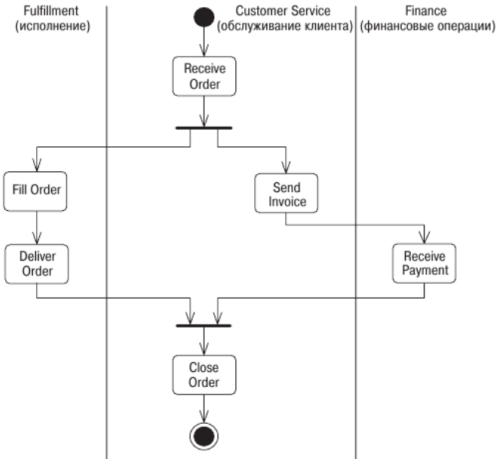 Fulfillment
(исполнение)
Customer Service
(обслуживание клиента)
Finance
(финансовые операции)
Receive
Order
Fill Order
Send
Invoice
Deliver
Order
Receive
Payment
Close
Order